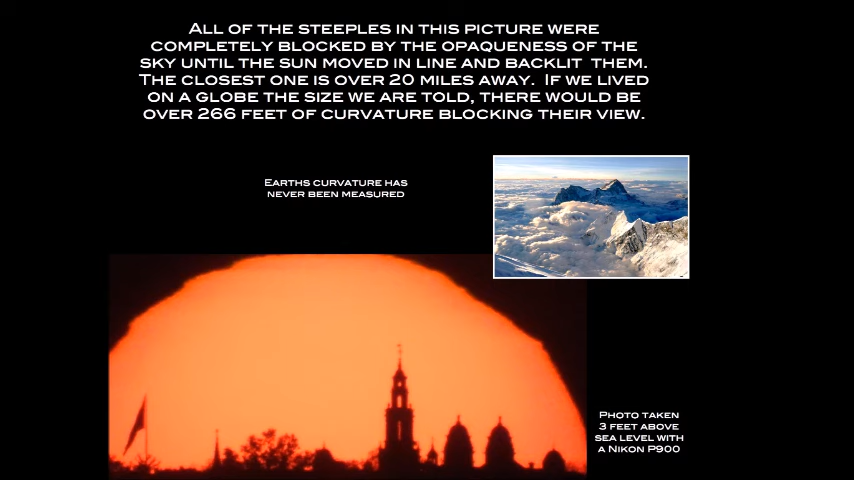 All of the steeples in this picture were
completely blocked by the opaqueness of the
sky until the sun moved in line and backlit them.
The closest one is over 20 miles away. If we lived
on a globe the size we are told, there would be
over 266 feet of curvature blocking their view.
Earths curvature has
never been measured
Photo taken
3 feet above
sea level with
a Nikon P900